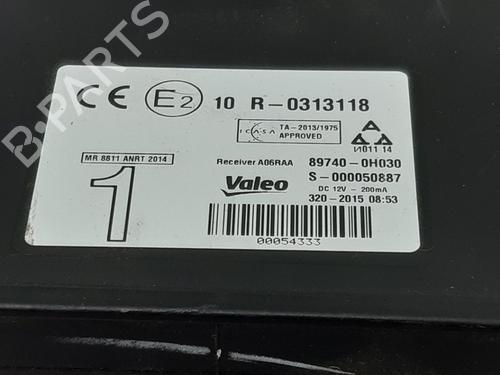 CE E2 10 R-0313118
ICASA TA-2013/1975
APPROVED
И011 14
MR 8811 ANRT 2014
Receiver A06RAA 89740-0H030
1 Valeo S-000050887
DC 12V - 200mA
320-2015 08:53
00054333
B-PARTS